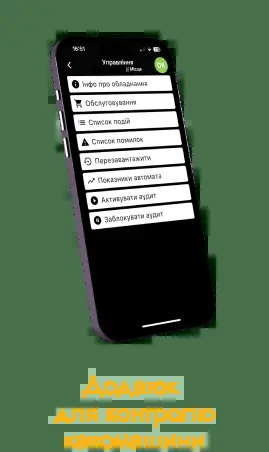 16:51
Управління
Місце
OK
Інфо про обладнання
Обслуговування
Список подій
Список помилок
Перезавантажити
Показники автомата
Активувати аудит
Заблокувати аудит
Додаток
для контролю
кавомашини